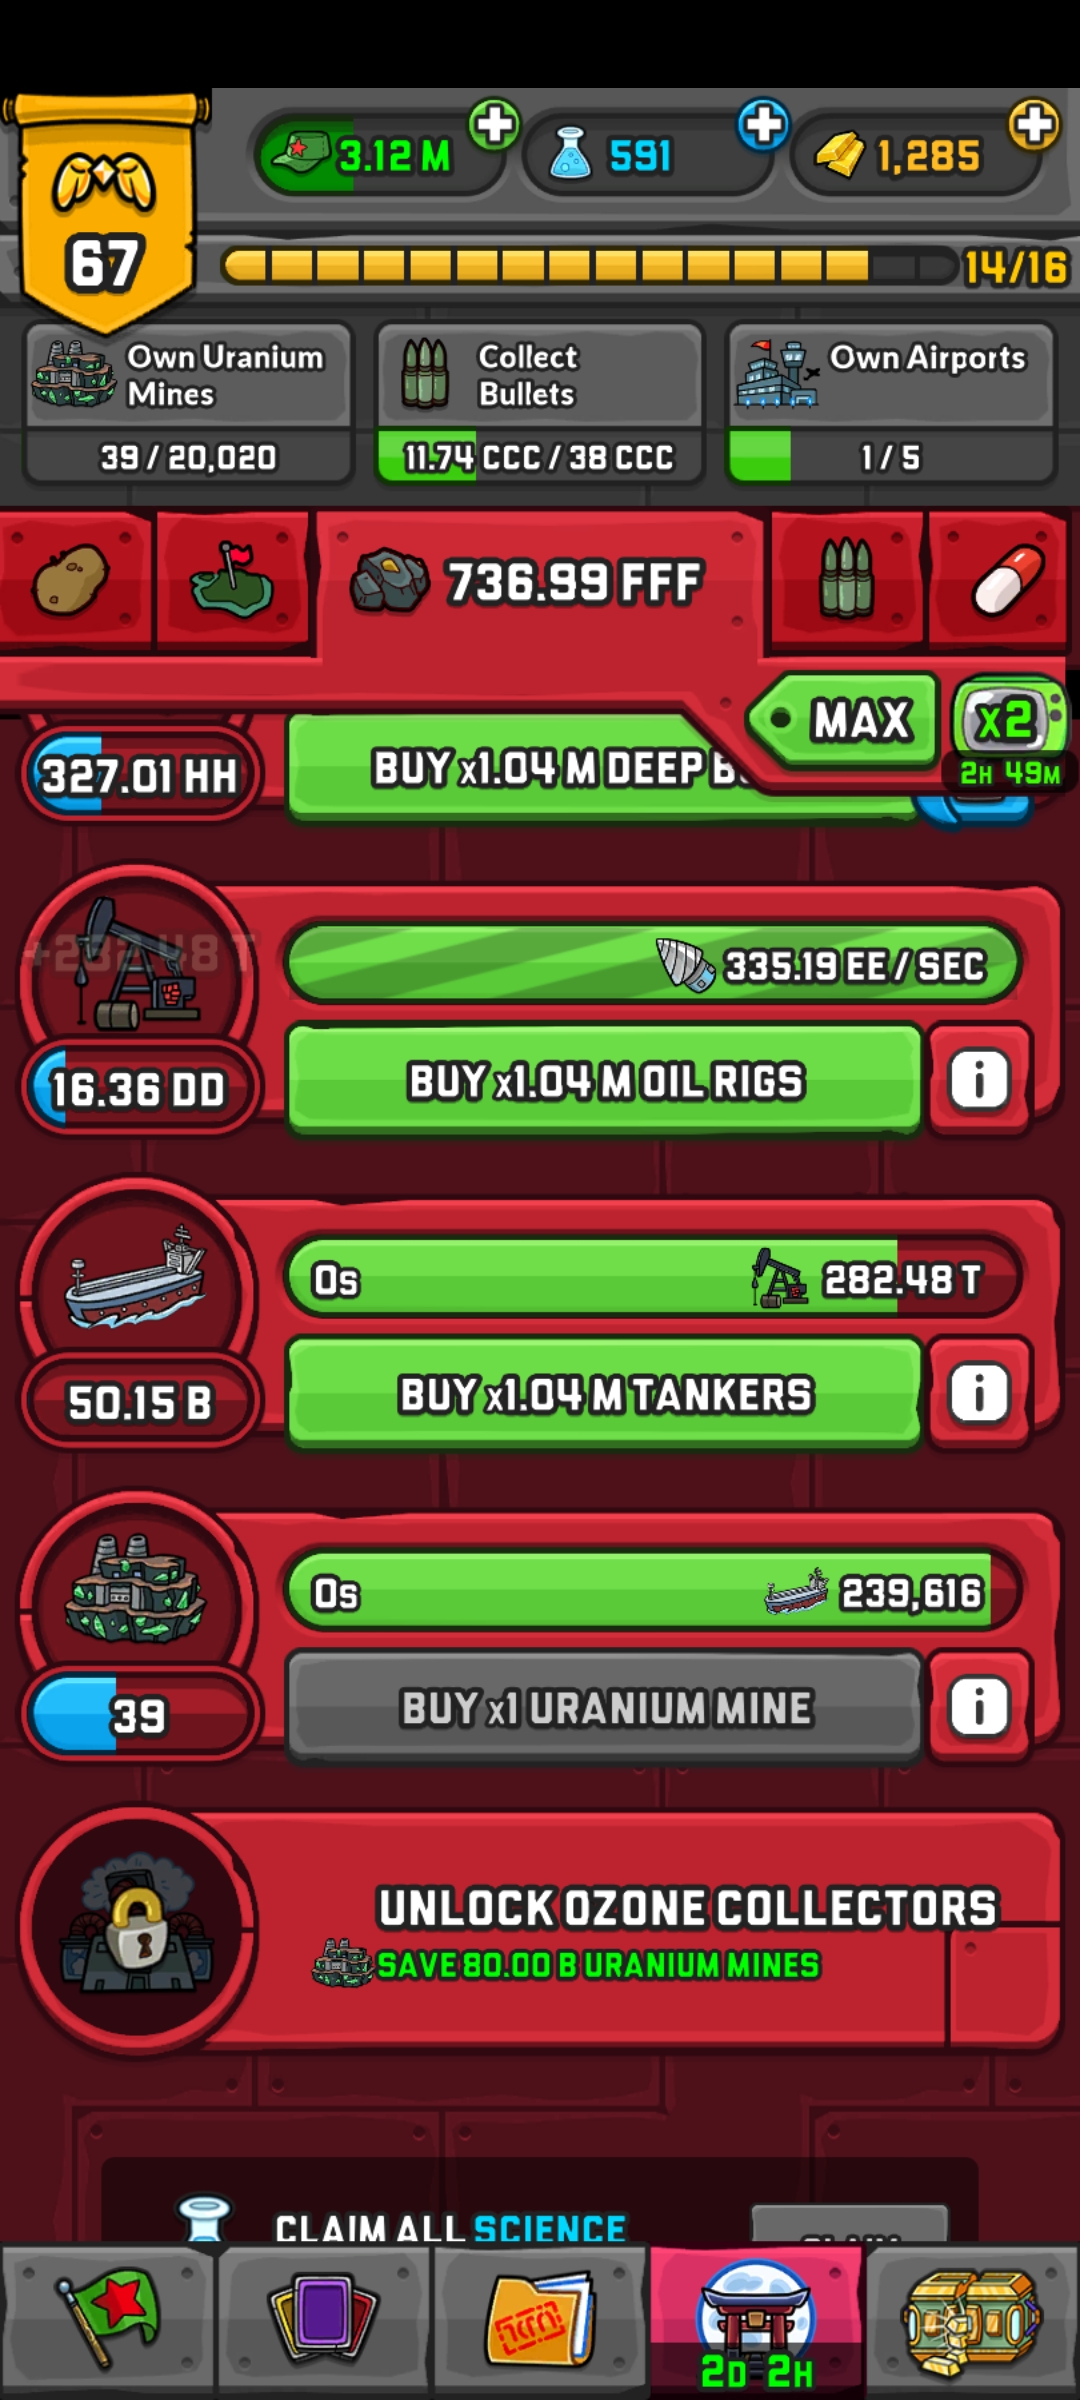 3.12 M
591
1,285
67
14/16
Own Uranium
Mines
39 / 20,020
Collect
Bullets
11.74 CCC / 38 CCC
Own Airports
1 / 5
736.99 FFF
MAX
x2
2H 49M
327.01 HH
BUY x1.04 M DEEP
335.19 EE / SEC
16.36 DD
BUY x1.04 M OIL RIGS
i
0s
282.48 T
50.15 B
BUY x1.04 M TANKERS
i
0s
239,616
39
BUY x1 URANIUM MINE
i
UNLOCK OZONE COLLECTORS
SAVE 80.00 B URANIUM MINES
CLAIM ALL SCIENCE
2D 2H